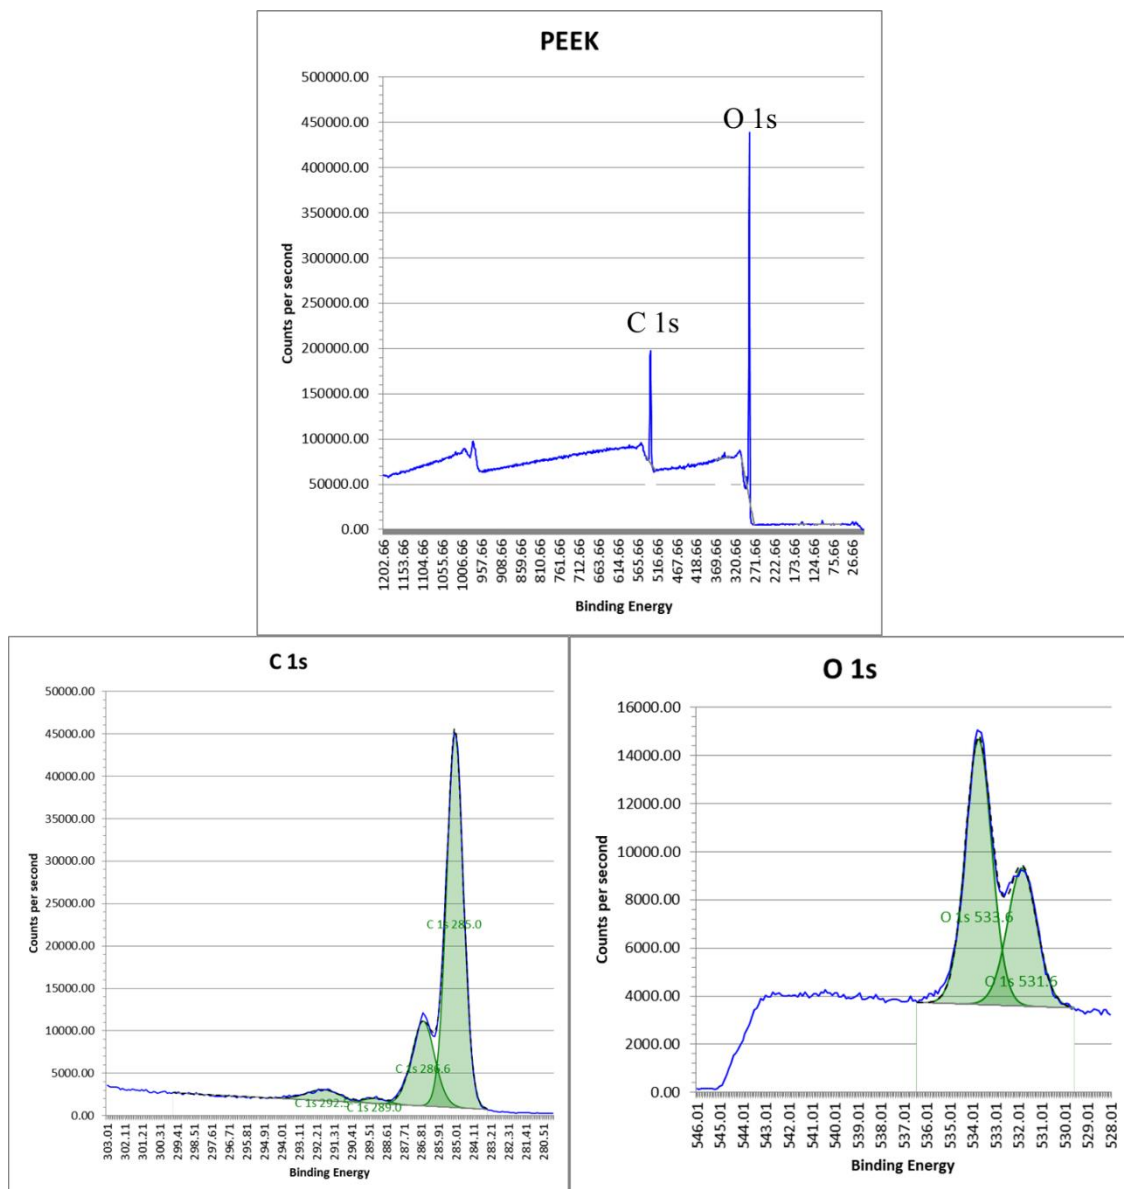 PEEK
500000.00
450000.00
400000.00
350000.00
300000.00
250000.00
200000.00
150000.00
100000.00
50000.00
0.00
Counts per second
O 1s
C 1s
1202.66 1153.66 1104.66 1055.66 1006.66 957.66 908.66 859.66 810.66 761.66 712.66 663.66 614.66 565.66 516.66 467.66 418.66 369.66 320.66 271.66 222.66 173.66 124.66 75.66 26.66
Binding Energy
C 1s
50000.00
45000.00
40000.00
35000.00
30000.00
25000.00
20000.00
15000.00
10000.00
5000.00
0.00
Counts per second
C 1s 285.0
C 1s 286.6
C 1s 292.
C 1s 289.0
303.01 302.11 301.21 300.31 299.41 298.51 297.61 296.71 295.81 294.91 294.01 293.11 292.21 291.31 290.41 289.51 288.61 287.71 286.81 285.91 285.01 284.11 283.21 282.31 281.41 280.51
Binding Energy
O 1s
16000.00
14000.00
12000.00
10000.00
8000.00
6000.00
4000.00
2000.00
0.00
Counts per second
O 1s 533.6
O 1s 531.6
546.01 545.01 544.01 543.01 542.01 541.01 540.01 539.01 538.01 537.01 536.01 535.01 534.01 533.01 532.01 531.01 530.01 529.01 528.01
Binding Energy